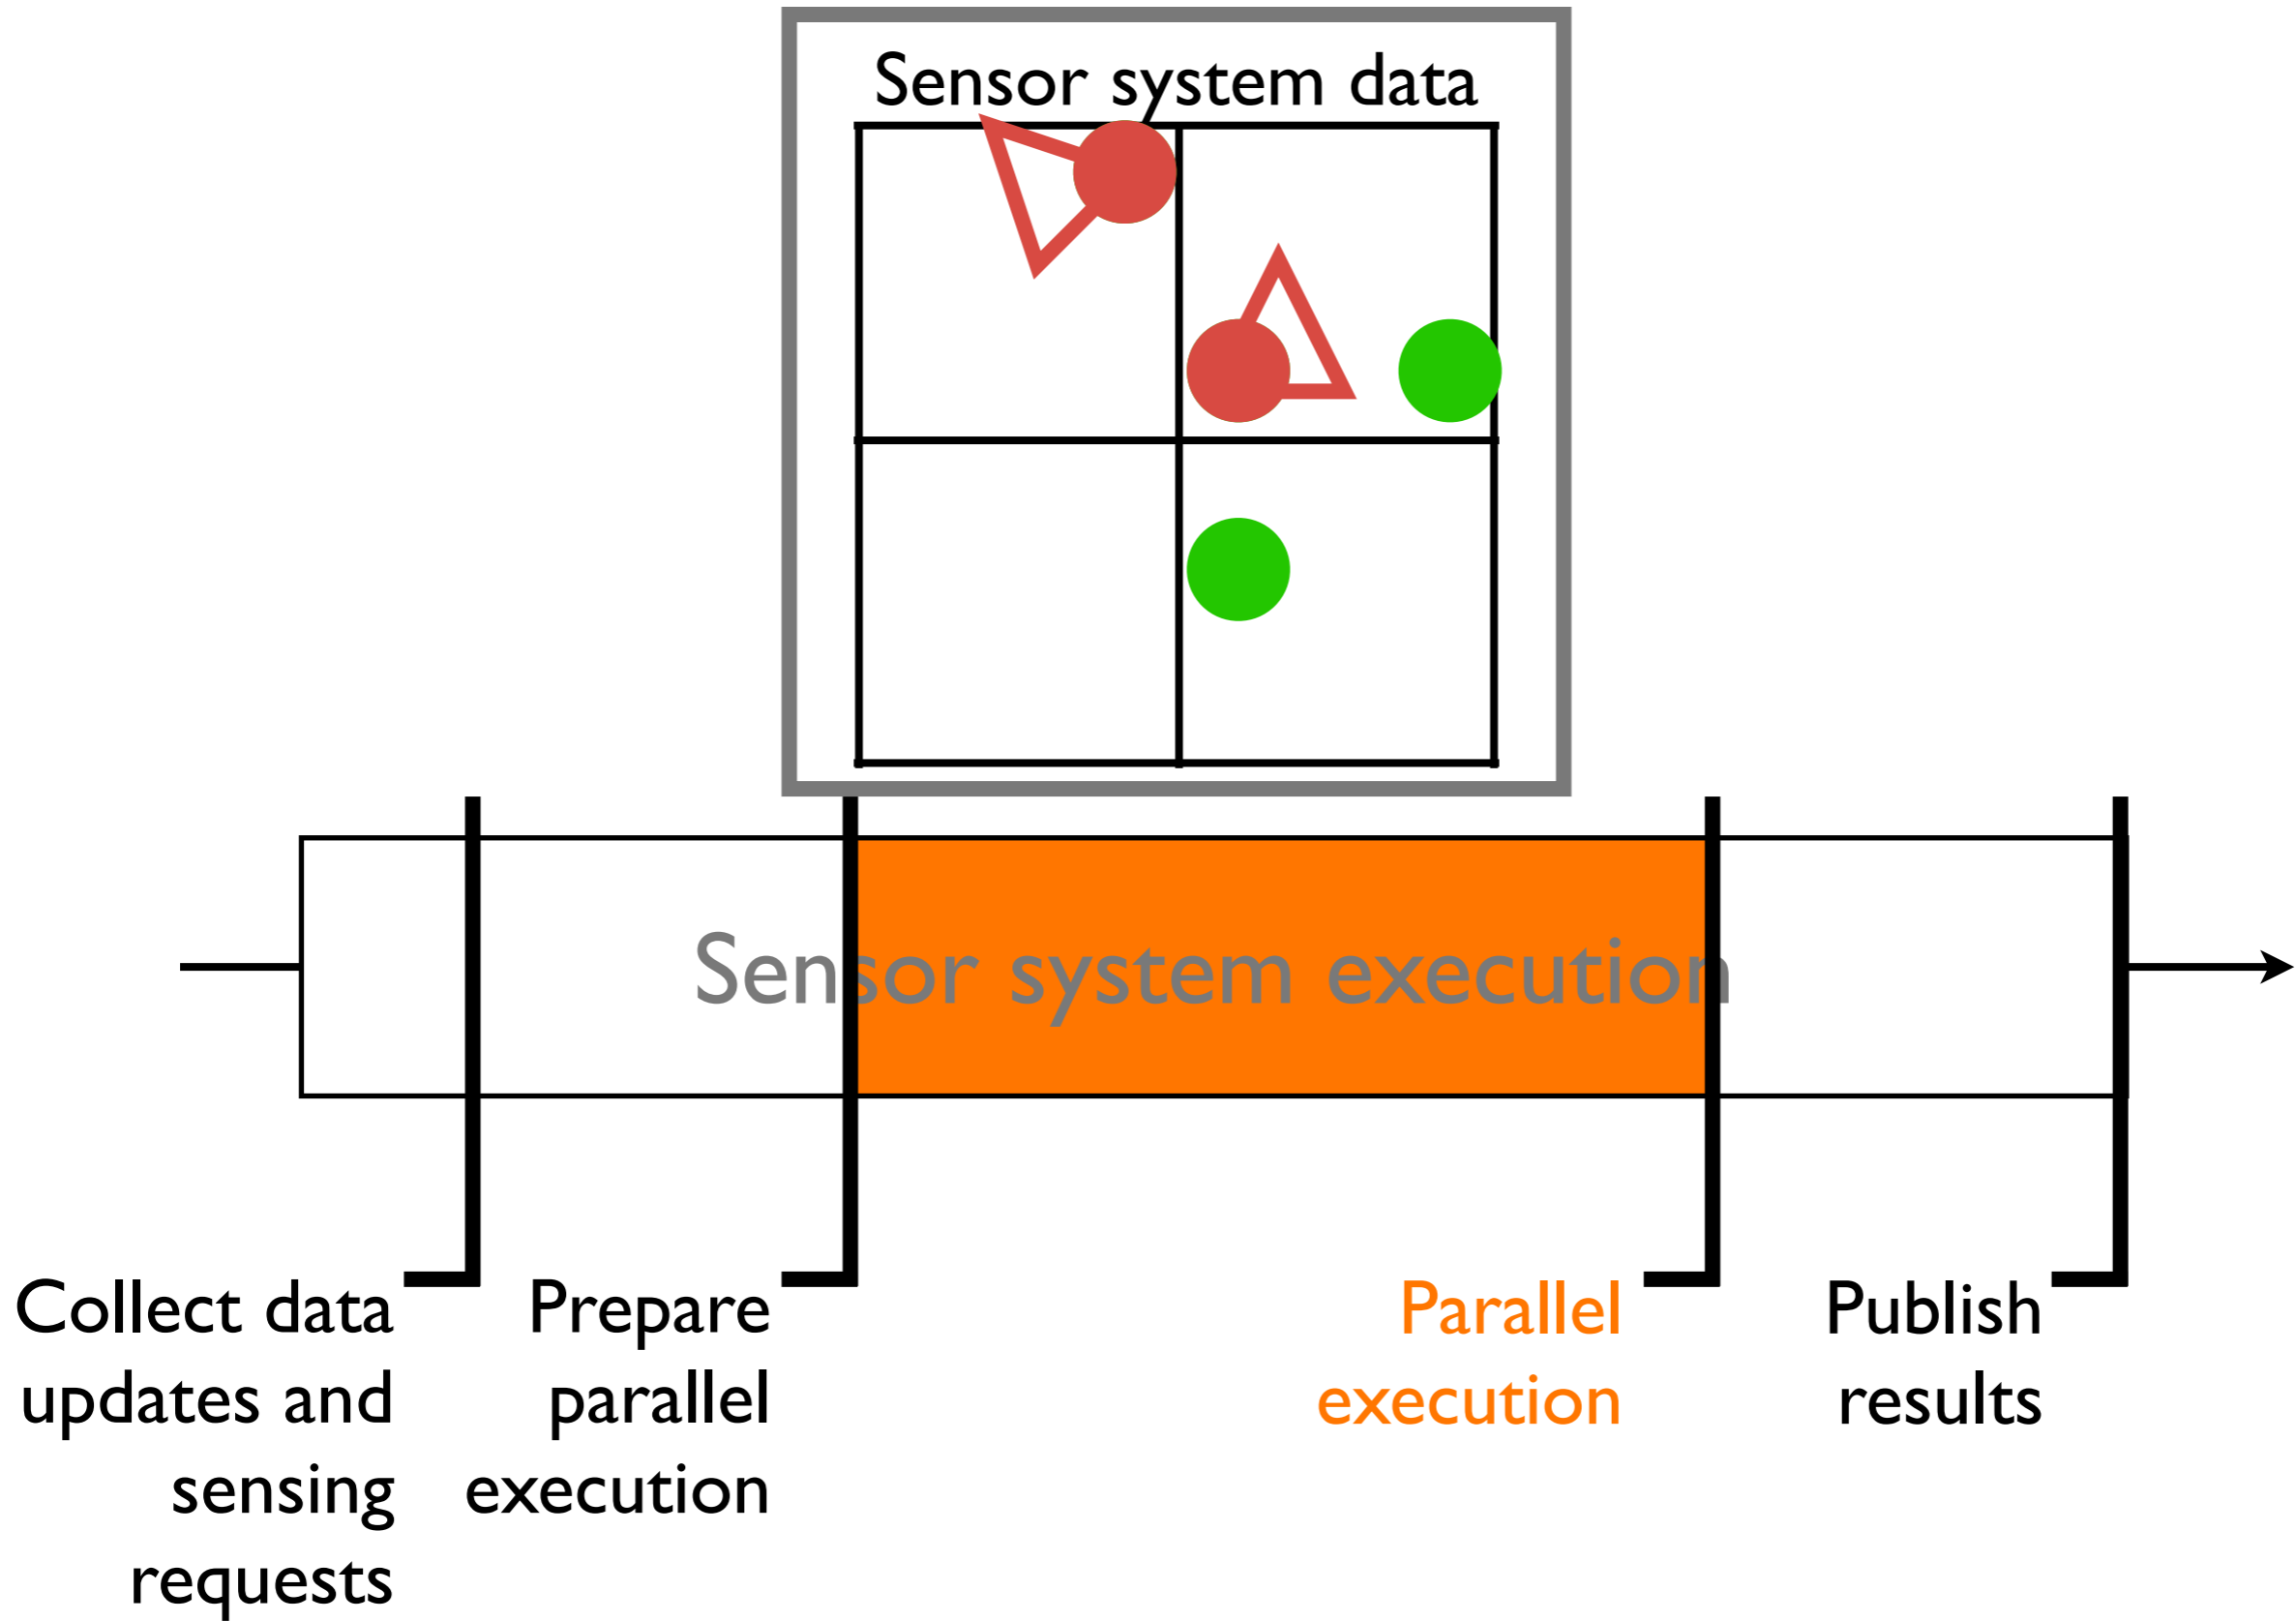 Sensor system data
Sensor system execution
Collect data
updates and
sensing
requests
Prepare
parallel
execution
Parallel
execution
Publish
results